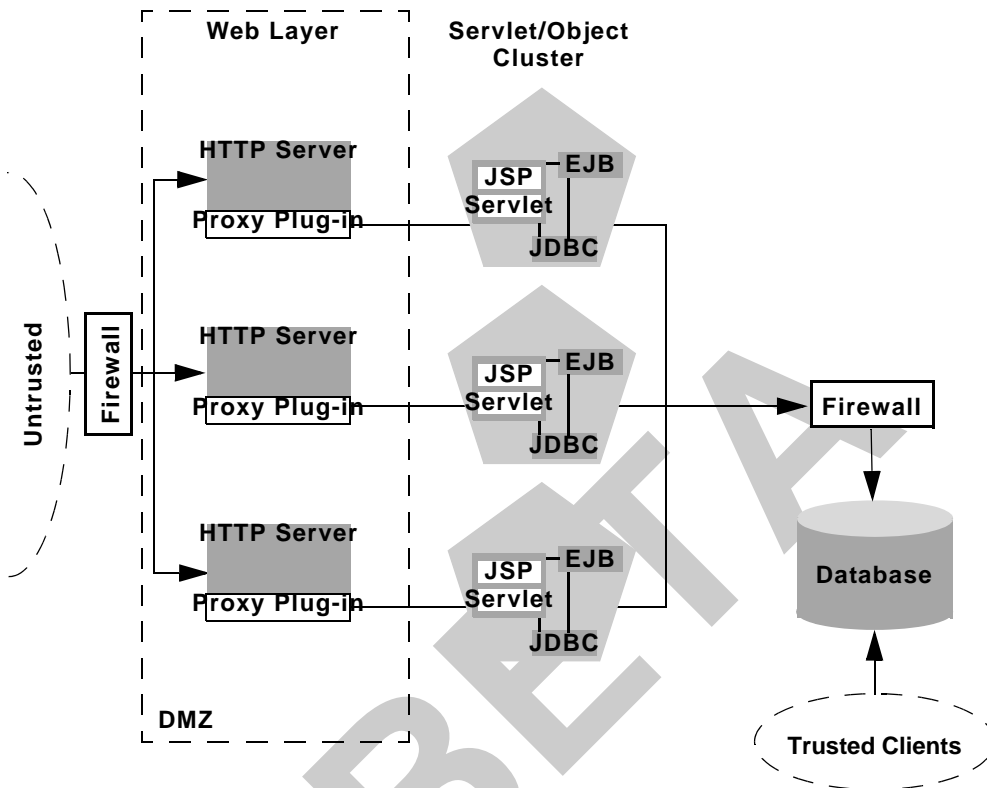 Web Layer
Servlet/Object
Cluster
HTTP Server
Proxy Plug-in
JSP
Servlet
EJB
JDBC
Untrusted
Firewall
HTTP Server
Proxy Plug-in
JSP
Servlet
EJB
JDBC
Firewall
HTTP Server
Proxy Plug-in
JSP
Servlet
EJB
JDBC
Database
DMZ
Trusted Clients
BETA